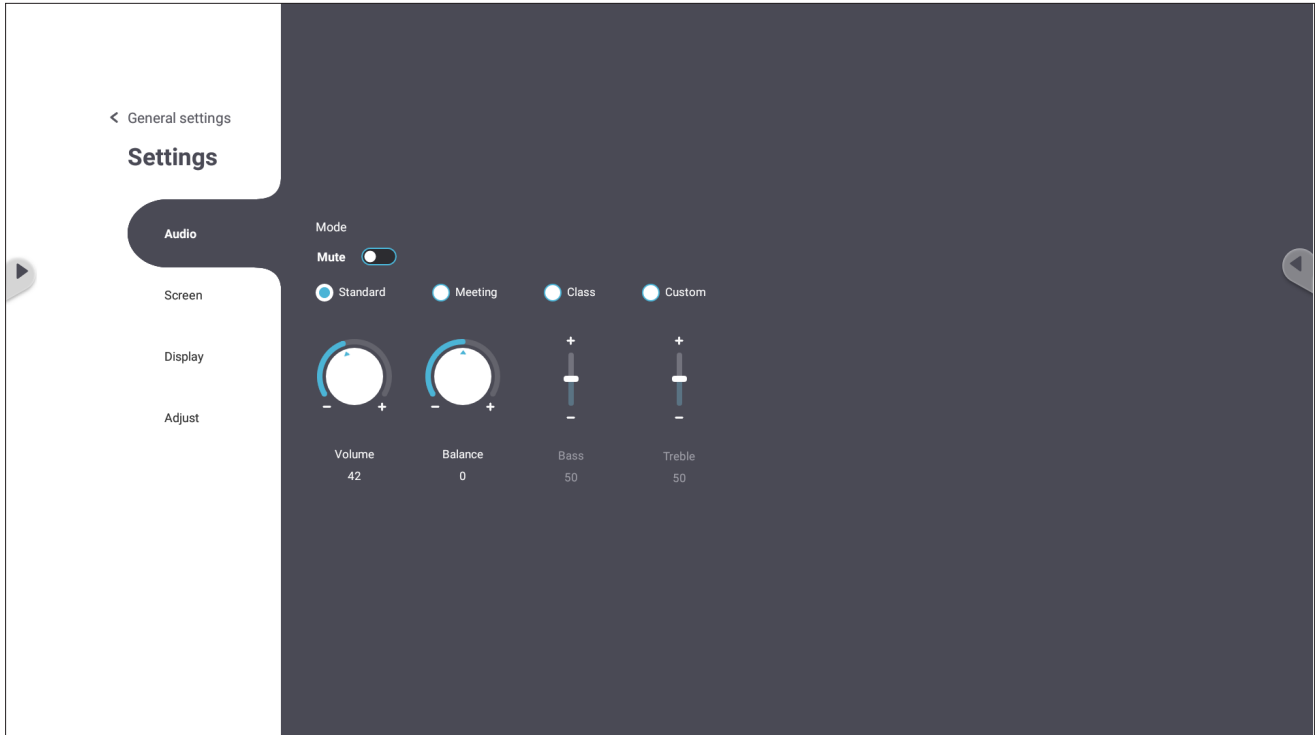 General settings
Settings
Audio
Screen
Display
Adjust
Mode
Mute
Standard Meeting Class Custom
+ +
- + - + - -
Volume Balance Bass Treble
42 0 50 50